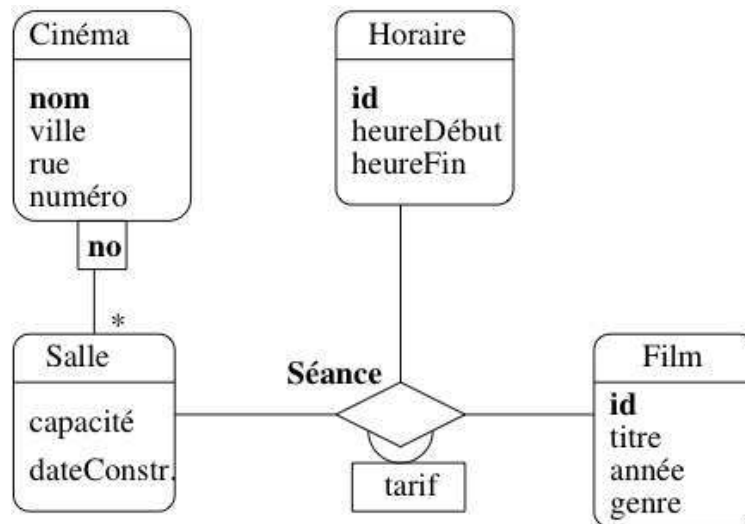 Cinéma
nom
ville
rue
numéro
no
*
Horaire
id
heureDébut
heureFin
Salle
capacité
dateConstr.
Séance
tarif
Film
id
titre
année
genre